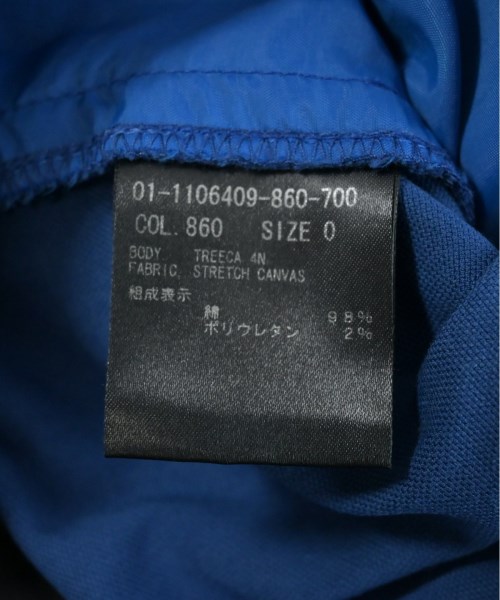 01-1106409-860-700
COL.860 SIZE 0
BODY. TREECA 4N
FABRIC. STRETCH CANVAS
組成表示
綿 98%
ポリウレタン 2%